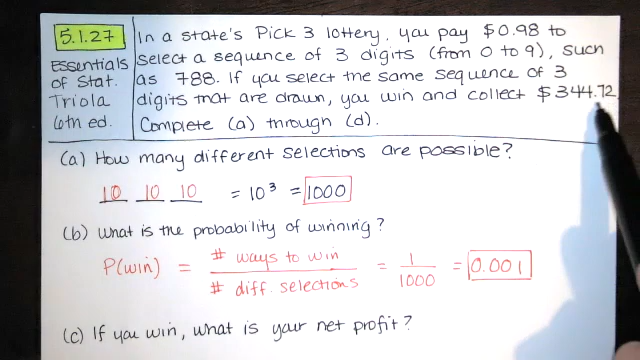 5.1.27
Essentials
of Stat.
Triola
6th ed.
In a state's Pick 3 lottery, you pay $0.98 to
select a sequence of 3 digits (from 0 to 9), such
as 788. If you select the same sequence of 3
digits that are drawn, you win and collect $344.72
Complete (a) through (d).
(a) How many different selections are possible?
10 10 10 = 10³ = 1000
(b) What is the probability of winning?
P(win) = # ways to win / # diff. selections = 1 / 1000 = 0.001
(c) If you win, what is your net profit?